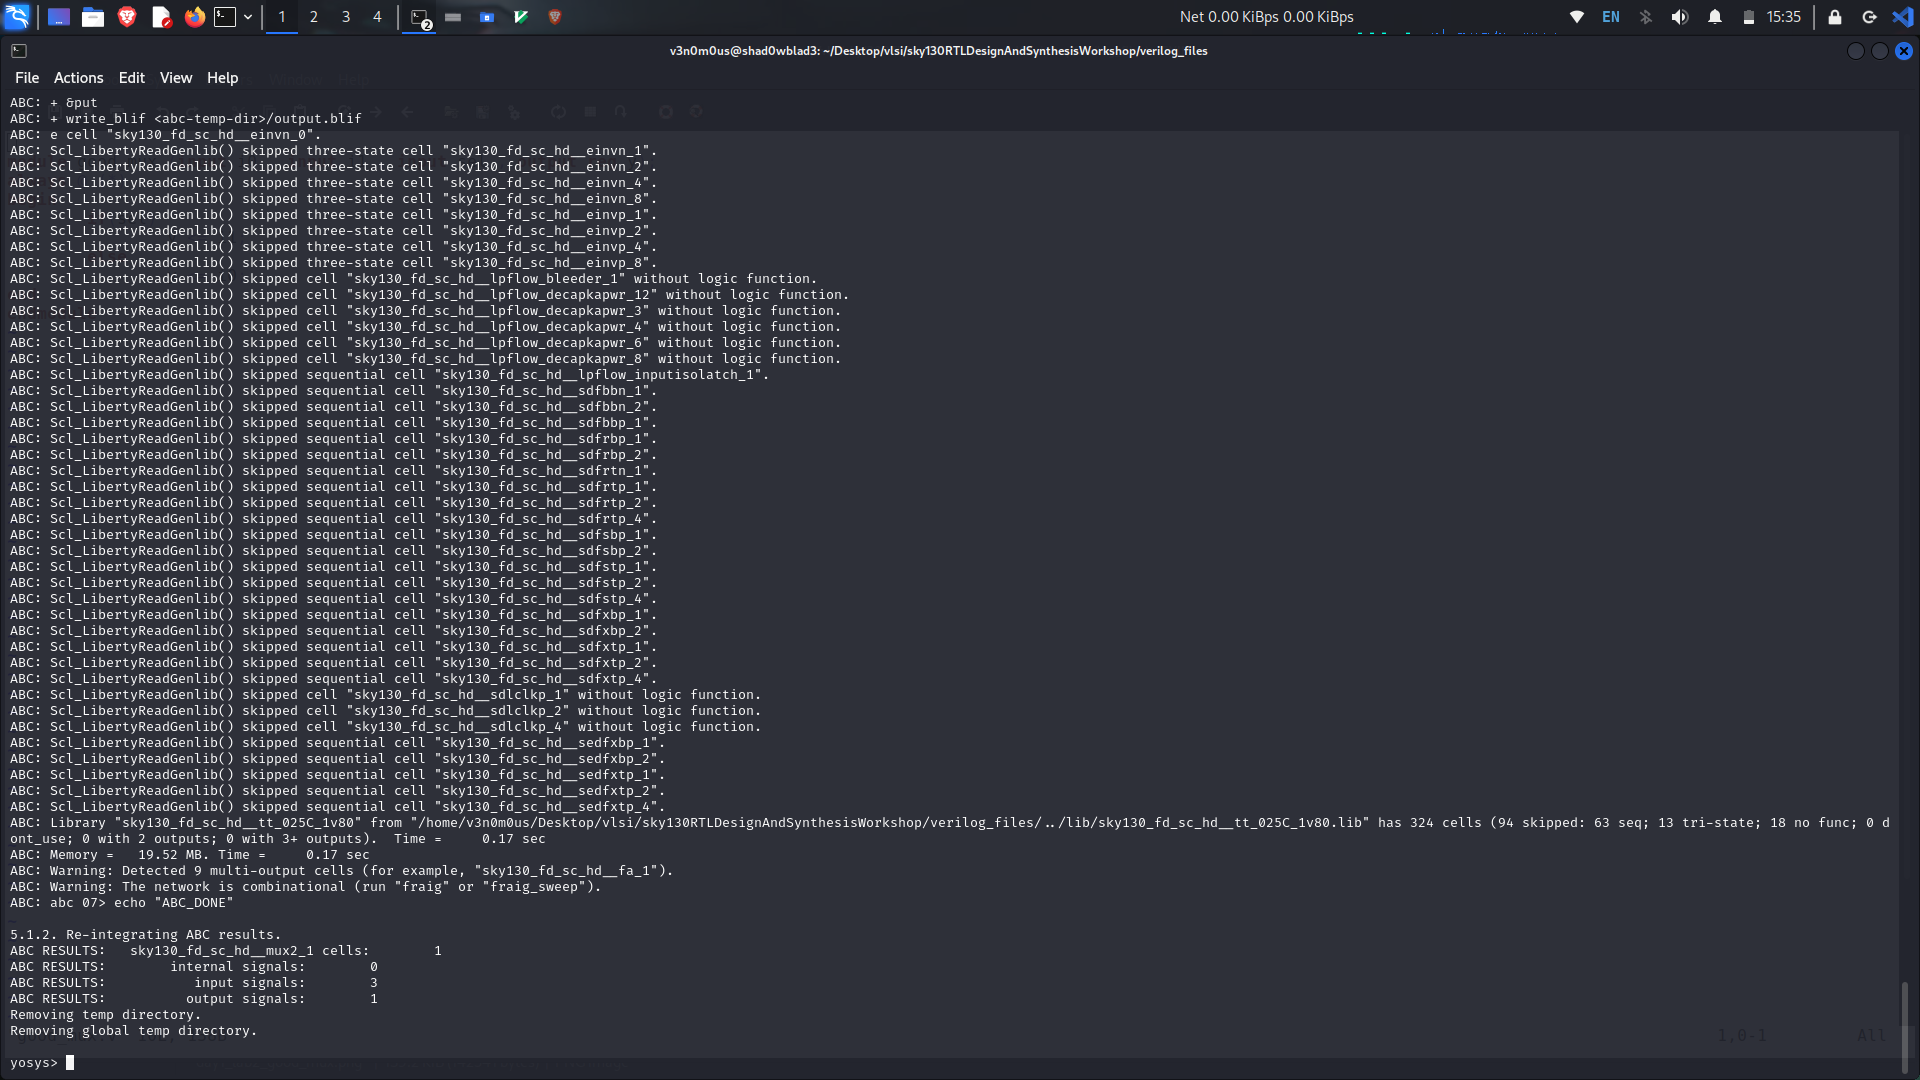 1 2 3 4 2 Net 0.00 KiBps 0.00 KiBps EN 15:35
v3n0m0us@shad0wblad3: ~/Desktop/vlsi/sky130RTLDesignAndSynthesisWorkshop/verilog_files
File Actions Edit View Help
ABC: + &put
ABC: + write_blif <abc-temp-dir>/output.blif
ABC: e cell "sky130_fd_sc_hd__einvn_0".
ABC: Scl_LibertyReadGenlib() skipped three-state cell "sky130_fd_sc_hd__einvn_1".
ABC: Scl_LibertyReadGenlib() skipped three-state cell "sky130_fd_sc_hd__einvn_2".
ABC: Scl_LibertyReadGenlib() skipped three-state cell "sky130_fd_sc_hd__einvn_4".
ABC: Scl_LibertyReadGenlib() skipped three-state cell "sky130_fd_sc_hd__einvn_8".
ABC: Scl_LibertyReadGenlib() skipped three-state cell "sky130_fd_sc_hd__einvp_1".
ABC: Scl_LibertyReadGenlib() skipped three-state cell "sky130_fd_sc_hd__einvp_2".
ABC: Scl_LibertyReadGenlib() skipped three-state cell "sky130_fd_sc_hd__einvp_4".
ABC: Scl_LibertyReadGenlib() skipped three-state cell "sky130_fd_sc_hd__einvp_8".
ABC: Scl_LibertyReadGenlib() skipped cell "sky130_fd_sc_hd__lpflow_bleeder_1" without logic function.
ABC: Scl_LibertyReadGenlib() skipped cell "sky130_fd_sc_hd__lpflow_decapkapwr_12" without logic function.
ABC: Scl_LibertyReadGenlib() skipped cell "sky130_fd_sc_hd__lpflow_decapkapwr_3" without logic function.
ABC: Scl_LibertyReadGenlib() skipped cell "sky130_fd_sc_hd__lpflow_decapkapwr_4" without logic function.
ABC: Scl_LibertyReadGenlib() skipped cell "sky130_fd_sc_hd__lpflow_decapkapwr_6" without logic function.
ABC: Scl_LibertyReadGenlib() skipped cell "sky130_fd_sc_hd__lpflow_decapkapwr_8" without logic function.
ABC: Scl_LibertyReadGenlib() skipped sequential cell "sky130_fd_sc_hd__lpflow_inputisolatch_1".
ABC: Scl_LibertyReadGenlib() skipped sequential cell "sky130_fd_sc_hd__sdfbbn_1".
ABC: Scl_LibertyReadGenlib() skipped sequential cell "sky130_fd_sc_hd__sdfbbn_2".
ABC: Scl_LibertyReadGenlib() skipped sequential cell "sky130_fd_sc_hd__sdfbbp_1".
ABC: Scl_LibertyReadGenlib() skipped sequential cell "sky130_fd_sc_hd__sdfrbp_1".
ABC: Scl_LibertyReadGenlib() skipped sequential cell "sky130_fd_sc_hd__sdfrbp_2".
ABC: Scl_LibertyReadGenlib() skipped sequential cell "sky130_fd_sc_hd__sdfrtn_1".
ABC: Scl_LibertyReadGenlib() skipped sequential cell "sky130_fd_sc_hd__sdfrtp_1".
ABC: Scl_LibertyReadGenlib() skipped sequential cell "sky130_fd_sc_hd__sdfrtp_2".
ABC: Scl_LibertyReadGenlib() skipped sequential cell "sky130_fd_sc_hd__sdfrtp_4".
ABC: Scl_LibertyReadGenlib() skipped sequential cell "sky130_fd_sc_hd__sdfsbp_1".
ABC: Scl_LibertyReadGenlib() skipped sequential cell "sky130_fd_sc_hd__sdfsbp_2".
ABC: Scl_LibertyReadGenlib() skipped sequential cell "sky130_fd_sc_hd__sdfstp_1".
ABC: Scl_LibertyReadGenlib() skipped sequential cell "sky130_fd_sc_hd__sdfstp_2".
ABC: Scl_LibertyReadGenlib() skipped sequential cell "sky130_fd_sc_hd__sdfstp_4".
ABC: Scl_LibertyReadGenlib() skipped sequential cell "sky130_fd_sc_hd__sdfxbp_1".
ABC: Scl_LibertyReadGenlib() skipped sequential cell "sky130_fd_sc_hd__sdfxbp_2".
ABC: Scl_LibertyReadGenlib() skipped sequential cell "sky130_fd_sc_hd__sdfxtp_1".
ABC: Scl_LibertyReadGenlib() skipped sequential cell "sky130_fd_sc_hd__sdfxtp_2".
ABC: Scl_LibertyReadGenlib() skipped sequential cell "sky130_fd_sc_hd__sdfxtp_4".
ABC: Scl_LibertyReadGenlib() skipped cell "sky130_fd_sc_hd__sdlclkp_1" without logic function.
ABC: Scl_LibertyReadGenlib() skipped cell "sky130_fd_sc_hd__sdlclkp_2" without logic function.
ABC: Scl_LibertyReadGenlib() skipped cell "sky130_fd_sc_hd__sdlclkp_4" without logic function.
ABC: Scl_LibertyReadGenlib() skipped sequential cell "sky130_fd_sc_hd__sedfxbp_1".
ABC: Scl_LibertyReadGenlib() skipped sequential cell "sky130_fd_sc_hd__sedfxbp_2".
ABC: Scl_LibertyReadGenlib() skipped sequential cell "sky130_fd_sc_hd__sedfxtp_1".
ABC: Scl_LibertyReadGenlib() skipped sequential cell "sky130_fd_sc_hd__sedfxtp_2".
ABC: Scl_LibertyReadGenlib() skipped sequential cell "sky130_fd_sc_hd__sedfxtp_4".
ABC: Library "sky130_fd_sc_hd__tt_025C_1v80" from "/home/v3n0m0us/Desktop/vlsi/sky130RTLDesignAndSynthesisWorkshop/verilog_files/../lib/sky130_fd_sc_hd__tt_025C_1v80.lib" has 324 cells (94 skipped: 63 seq; 13 tri-state; 18 no func; 0 d
ont_use; 0 with 2 outputs; 0 with 3+ outputs).  Time =     0.17 sec
ABC: Memory =   19.52 MB. Time =     0.17 sec
ABC: Warning: Detected 9 multi-output cells (for example, "sky130_fd_sc_hd__fa_1").
ABC: Warning: The network is combinational (run "fraig" or "fraig_sweep").
ABC: abc 07> echo "ABC_DONE"
5.1.2. Re-integrating ABC results.
ABC RESULTS:   sky130_fd_sc_hd__mux2_1 cells:        1
ABC RESULTS:        internal signals:        0
ABC RESULTS:           input signals:        3
ABC RESULTS:          output signals:        1
Removing temp directory.
Removing global temp directory.
1,0-1 All
yosys>